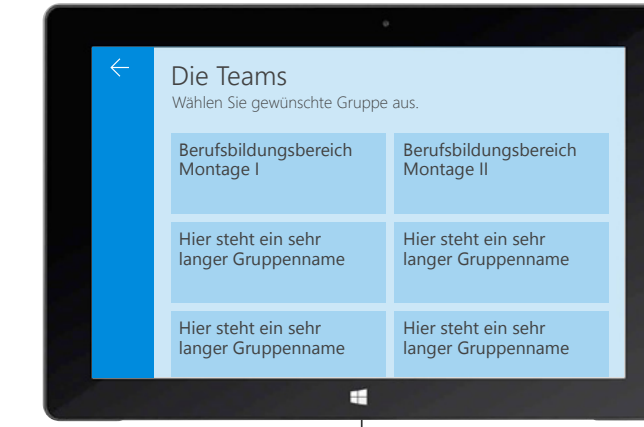 Die Teams
Wählen Sie gewünschte Gruppe aus.
Berufsbildungsbereich
Montage I
Berufsbildungsbereich
Montage II
Hier steht ein sehr
langer Gruppenname
Hier steht ein sehr
langer Gruppenname
Hier steht ein sehr
langer Gruppenname
Hier steht ein sehr
langer Gruppenname